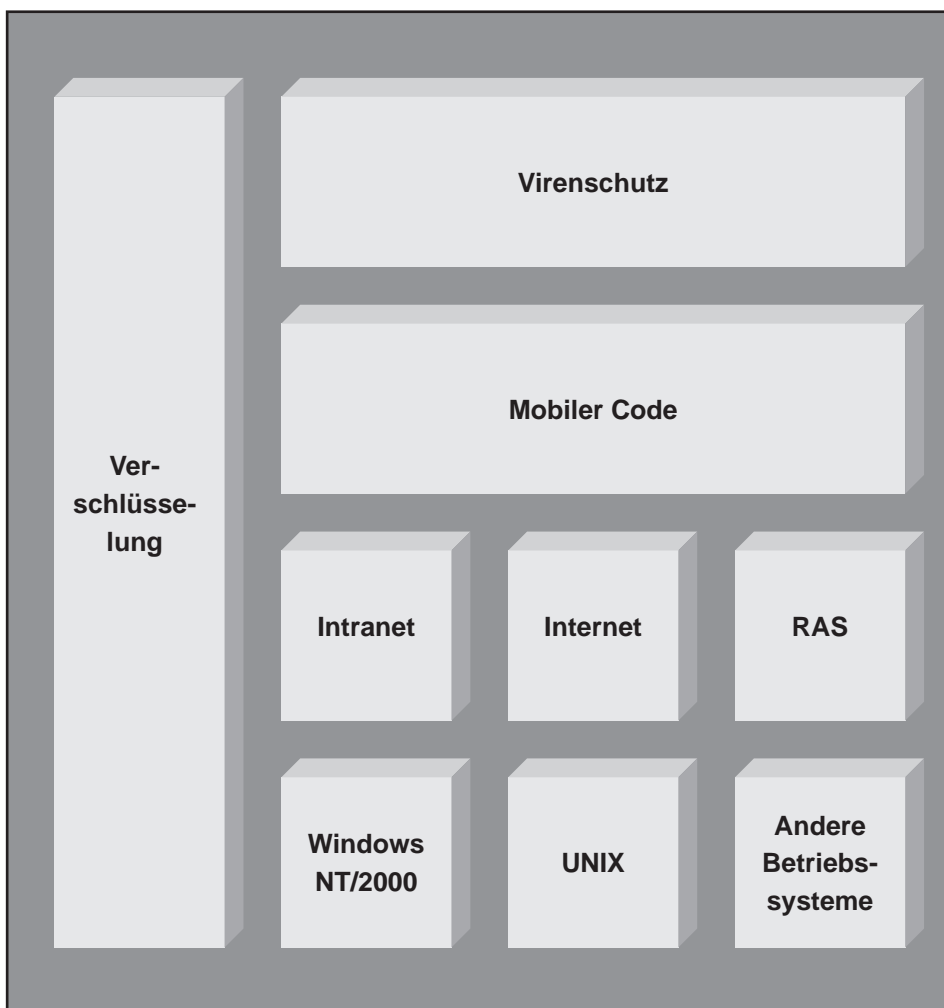 Virenschutz
Mobiler Code
Ver-
schlüsse-
lung
Intranet
Internet
RAS
Windows
NT/2000
UNIX
Andere
Betriebs-
systeme